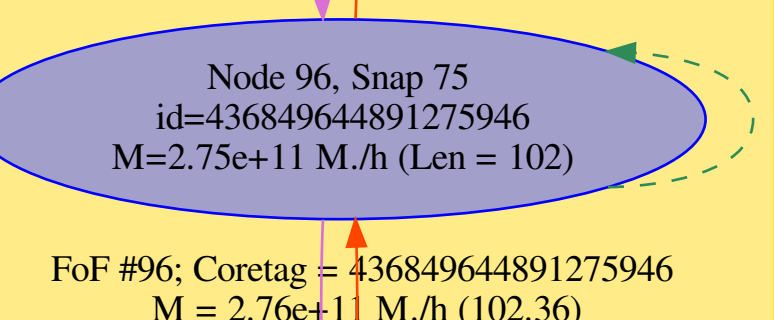 Node 96, Snap 75
id=436849644891275946
M=2.75e+11 M./h (Len = 102)
FoF #96; Coretag = 436849644891275946
M = 2.76e+11 M./h (102.36)